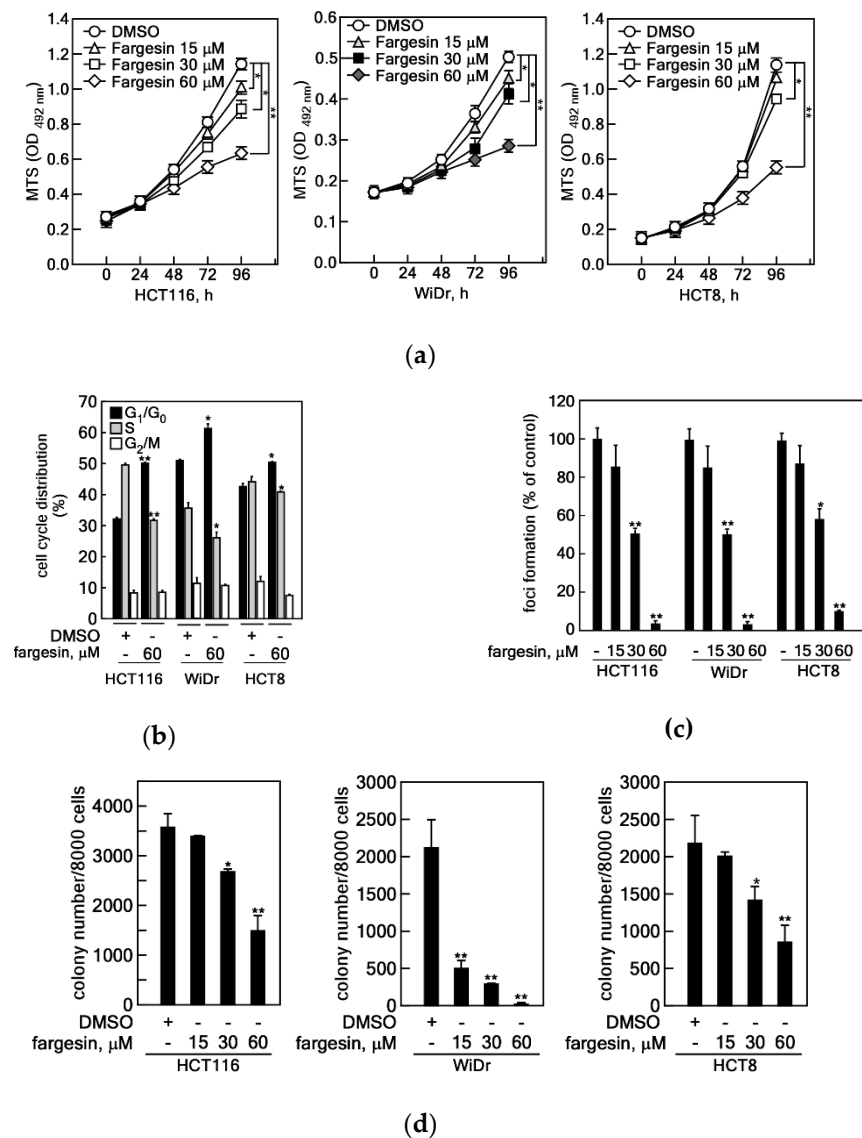 DMSO
Fargesin 15 μM
Fargesin 30 μM
Fargesin 60 μM
1.4
1.2
1.0
0.8
0.6
0.4
0.2
0.0
MTS (OD 492 nm)
*
*
**
0 24 48 72 96
HCT116, h
DMSO
Fargesin 15 μM
Fargesin 30 μM
Fargesin 60 μM
0.6
0.5
0.4
0.3
0.2
0.1
0.0
MTS (OD 492 nm)
*
*
**
0 24 48 72 96
WiDr, h
DMSO
Fargesin 15 μM
Fargesin 30 μM
Fargesin 60 μM
1.4
1.2
1.0
0.8
0.6
0.4
0.2
0.0
MTS (OD 492 nm)
*
**
0 24 48 72 96
HCT8, h
(a)
G1/G0
S
G2/M
70
60
50
40
30
20
10
0
cell cycle distribution
(%)
** ** * * * *
DMSO + - + - + -
fargesin, μM - 60 - 60 - 60
HCT116 WiDr HCT8
(b)
120
100
80
60
40
20
0
foci formation (% of control)
** ** ** ** * **
fargesin, μM - 15 30 60 - 15 30 60 - 15 30 60
HCT116 WiDr HCT8
(c)
4000
3000
2000
1000
0
colony number/8000 cells
* **
DMSO + - - -
fargesin, μM - 15 30 60
HCT116
3000
2500
2000
1500
1000
500
0
colony number/8000 cells
** ** **
DMSO + - - -
fargesin, μM - 15 30 60
WiDr
3000
2500
2000
1500
1000
500
0
colony number/8000 cells
* **
DMSO + - - -
fargesin, μM - 15 30 60
HCT8
(d)